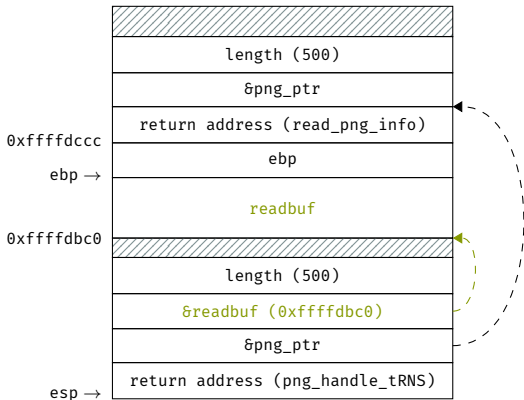 length (500)
&png_ptr
return address (read_png_info)
0xffffdccc
ebp
ebp →
readbuf
0xffffdbc0
length (500)
&readbuf (0xffffdbc0)
&png_ptr
return address (png_handle_tRNS)
esp →